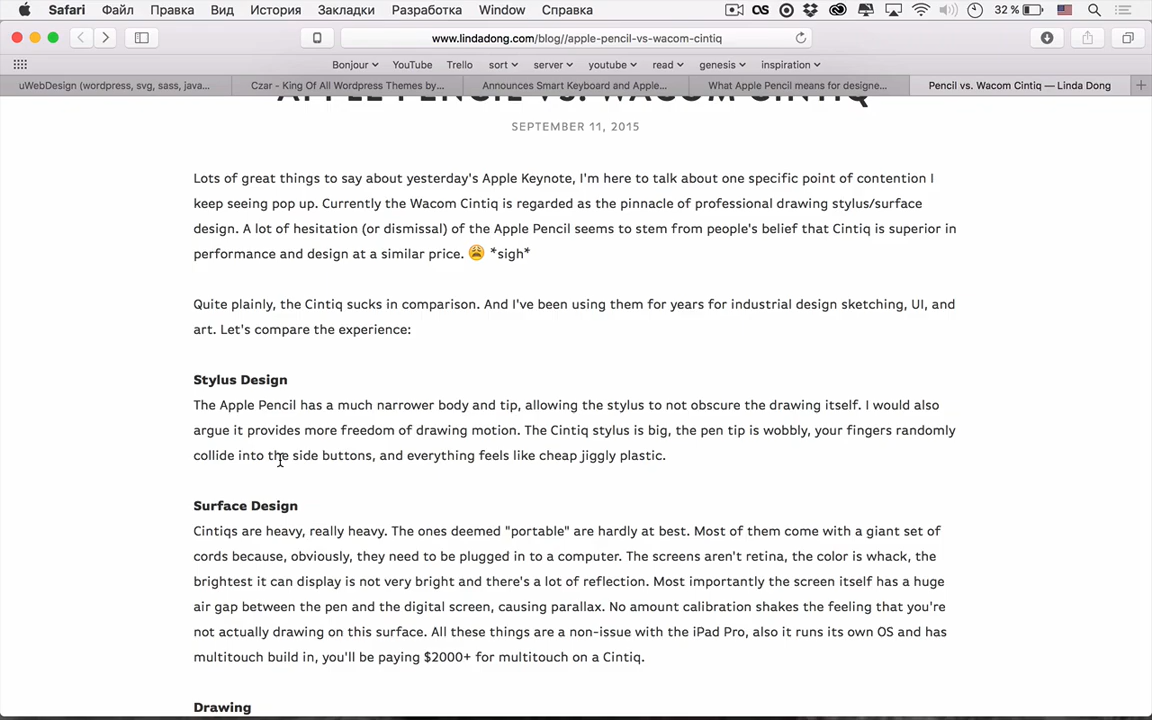 Safari Файл Правка Вид История Закладки Разработка Window Справка 32 %
www.lindadong.com/blog//apple-pencil-vs-wacom-cintiq
Bonjour YouTube Trello sort server youtube read genesis inspiration
uWebDesign (wordpress, svg, sass, java... Czar - King Of All Wordpress Themes by... Announces Smart Keyboard and Apple... What Apple Pencil means for designe... Pencil vs. Wacom Cintiq — Linda Dong
APPLE PENCIL VS. WACOM CINTIQ
SEPTEMBER 11, 2015
Lots of great things to say about yesterday's Apple Keynote, I'm here to talk about one specific point of contention I
keep seeing pop up. Currently the Wacom Cintiq is regarded as the pinnacle of professional drawing stylus/surface
design. A lot of hesitation (or dismissal) of the Apple Pencil seems to stem from people's belief that Cintiq is superior in
performance and design at a similar price. 😩 *sigh*
Quite plainly, the Cintiq sucks in comparison. And I've been using them for years for industrial design sketching, UI, and
art. Let's compare the experience:
Stylus Design
The Apple Pencil has a much narrower body and tip, allowing the stylus to not obscure the drawing itself. I would also
argue it provides more freedom of drawing motion. The Cintiq stylus is big, the pen tip is wobbly, your fingers randomly
collide into the side buttons, and everything feels like cheap jiggly plastic.
Surface Design
Cintiqs are heavy, really heavy. The ones deemed "portable" are hardly at best. Most of them come with a giant set of
cords because, obviously, they need to be plugged in to a computer. The screens aren't retina, the color is whack, the
brightest it can display is not very bright and there's a lot of reflection. Most importantly the screen itself has a huge
air gap between the pen and the digital screen, causing parallax. No amount calibration shakes the feeling that you're
not actually drawing on this surface. All these things are a non-issue with the iPad Pro, also it runs its own OS and has
multitouch build in, you'll be paying $2000+ for multitouch on a Cintiq.
Drawing